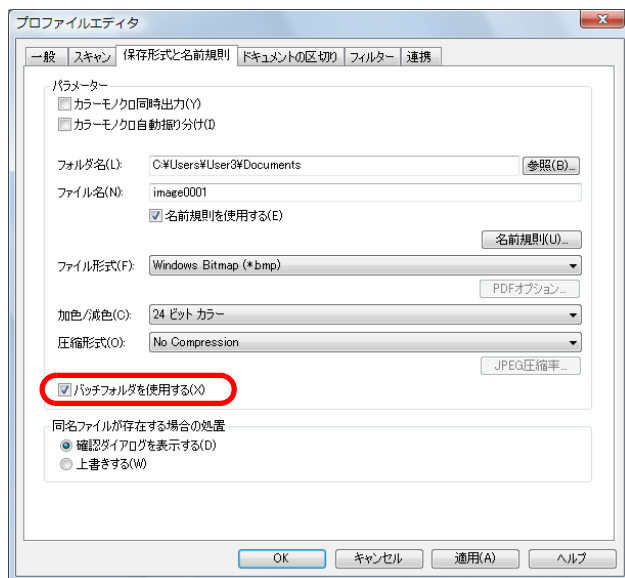 プロファイルエディタ
一般 スキャン 保存形式と名前規則 ドキュメントの区切り フィルター 連携
パラメーター
カラーモノクロ同時出力(Y)
カラーモノクロ自動振り分け(I)
フォルダ名(L): C:¥Users¥User3¥Documents 参照(B)...
ファイル名(N): image0001
名前規則を使用する(E)
名前規則(U)...
ファイル形式(F): Windows Bitmap (*.bmp)
PDFオプション...
加色/減色(C): 24 ビット カラー
圧縮形式(O): No Compression
JPEG圧縮率...
バッチフォルダを使用する(X)
同名ファイルが存在する場合の処置
確認ダイアログを表示する(D)
上書きする(W)
OK キャンセル 適用(A) ヘルプ